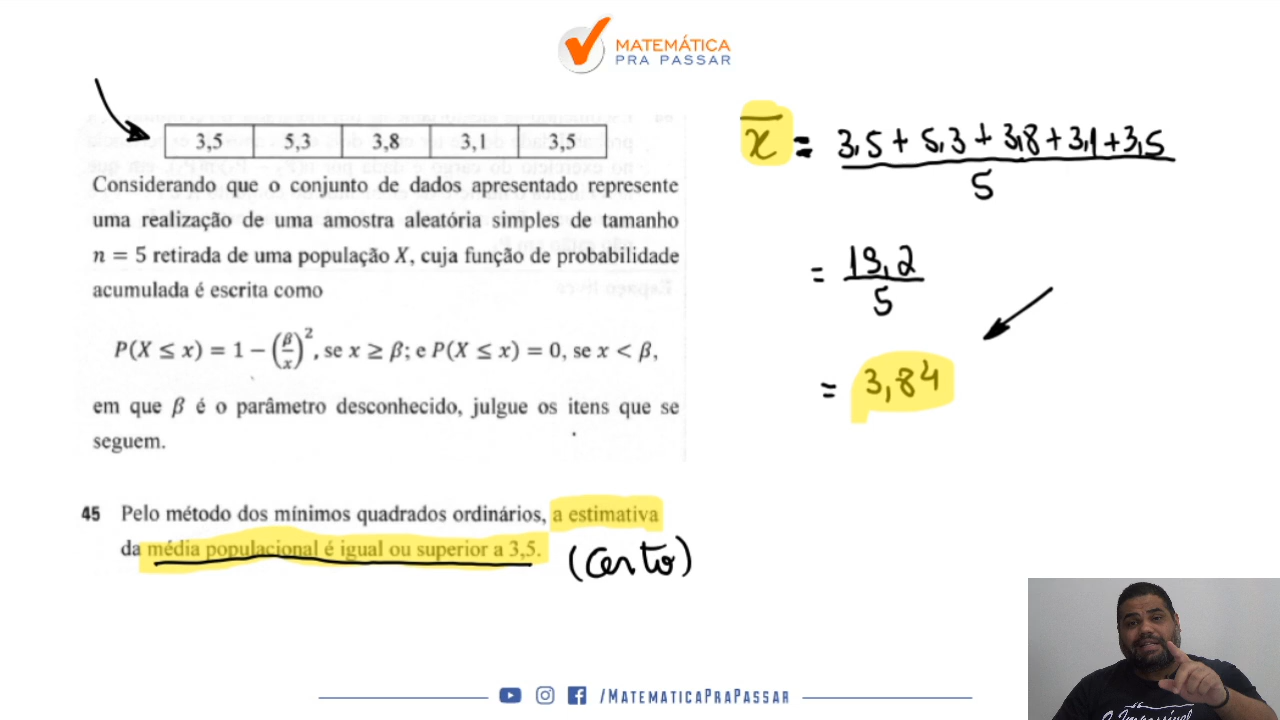 MATEMÁTICA
PRA PASSAR
3,5 5,3 3,8 3,1 3,5
Considerando que o conjunto de dados apresentado represente
uma realização de uma amostra aleatória simples de tamanho
n = 5 retirada de uma população X, cuja função de probabilidade
acumulada é escrita como
P(X ≤ x) = 1 − (β/x)², se x ≥ β; e P(X ≤ x) = 0, se x < β,
em que β é o parâmetro desconhecido, julgue os itens que se
seguem.
45 Pelo método dos mínimos quadrados ordinários, a estimativa
da média populacional é igual ou superior a 3,5.
(Certo)
x̄ = 3,5 + 5,3 + 3,8 + 3,1 + 3,5
5
= 19,2
5
= 3,84
/MATEMATICAPRAPASSAR